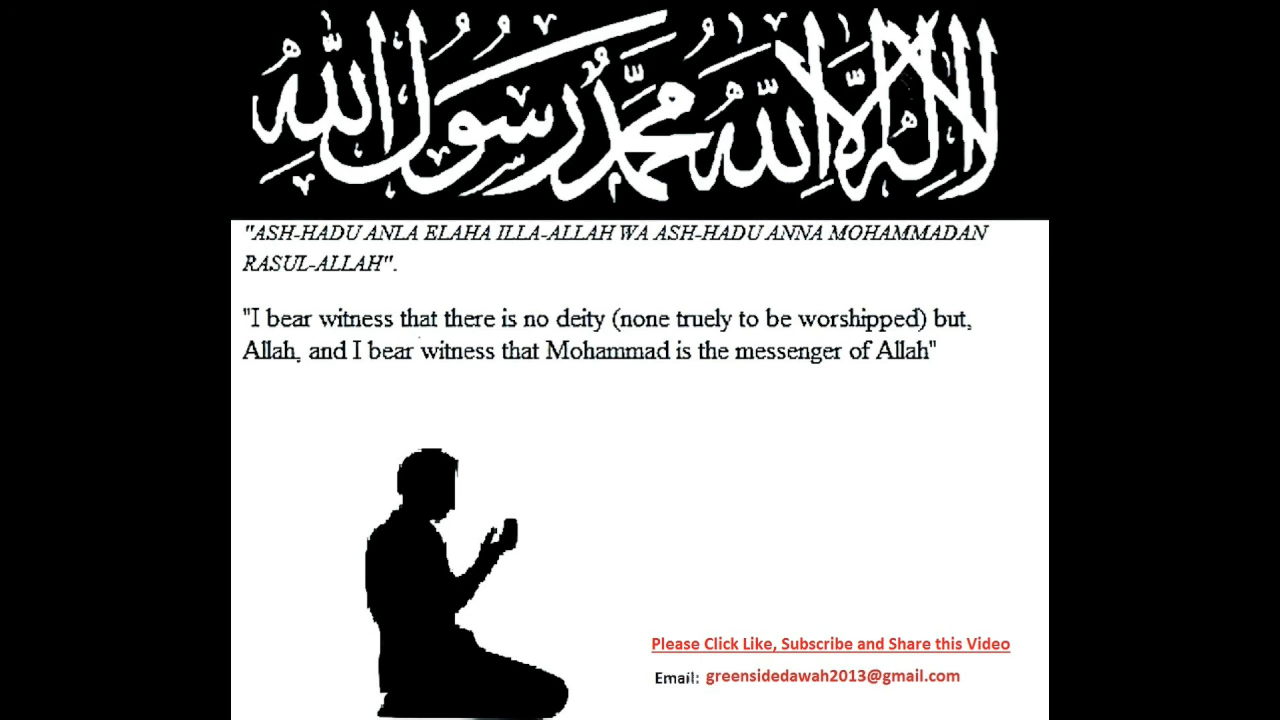 لا إله إلا الله محمد رسول الله
"ASH-HADU ANLA ELAHA ILLA-ALLAH WA ASH-HADU ANNA MOHAMMADAN
RASUL-ALLAH".
"I bear witness that there is no deity (none truely to be worshipped) but,
Allah, and I bear witness that Mohammad is the messenger of Allah"
Please Click Like, Subscribe and Share this Video
Email: greensidedawah2013@gmail.com